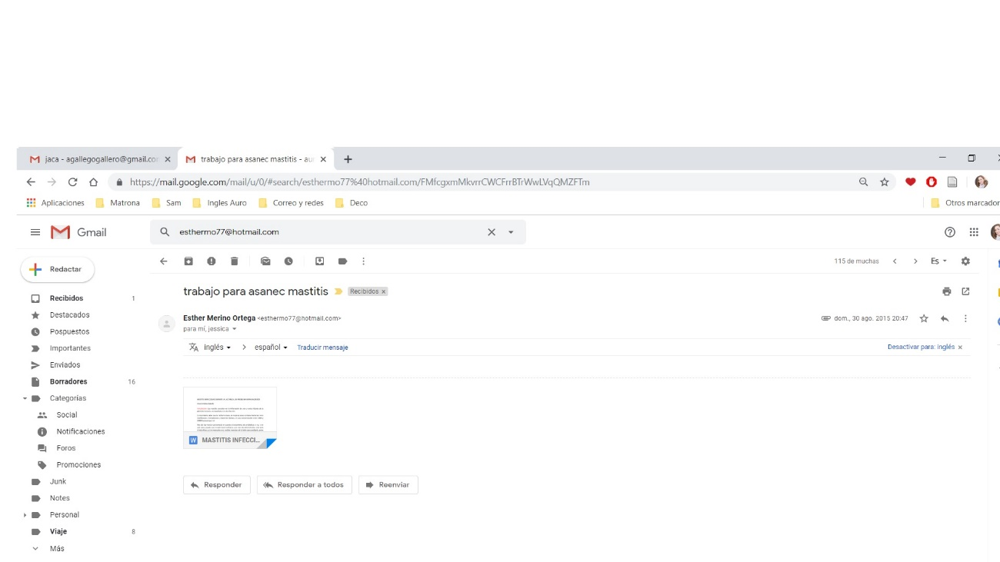 jaca - agallegogallero@gmail.co
trabajo para asanec mastitis - au
https://mail.google.com/mail/u/0/#search/esthermo77%40hotmail.com/FMfcgxmMkvrrCWCFrrBTrWwLVqQMZFTm
Aplicaciones Matrona Sam Ingles Auro Correo y redes Deco Otros marcador
Gmail
esthermo77@hotmail.com
Redactar
115 de muchas Es
Recibidos 1
Destacados
Pospuestos
Importantes
Enviados
Borradores 16
Categorías
Social
Notificaciones
Foros
Promociones
Junk
Notes
Personal
Viaje 8
Más
trabajo para asanec mastitis Recibidos x
Esther Merino Ortega <esthermo77@hotmail.com> dom., 30 ago. 2015 20:47
para mí, jessica
inglés > español Traducir mensaje Desactivar para: inglés x
W MASTITIS INFECCI...
Responder Responder a todos Reenviar